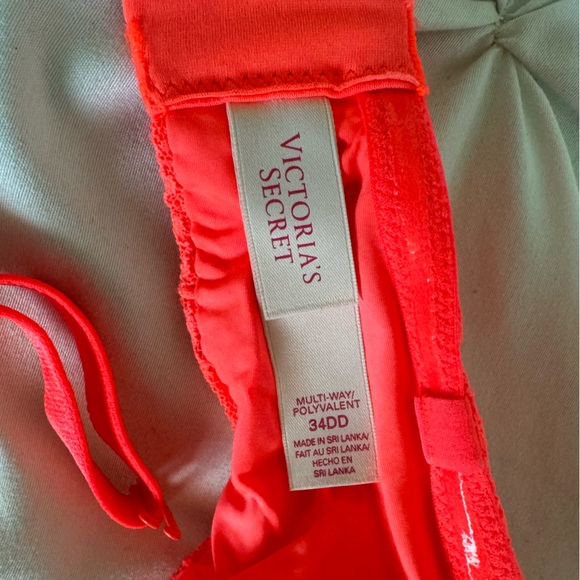 VICTORIA'S
SECRET
MULTI-WAY/
POLYVALENT
34DD
MADE IN SRI LANKA/
FAIT AU SRI LANKA/
HECHO EN
SRI LANKA